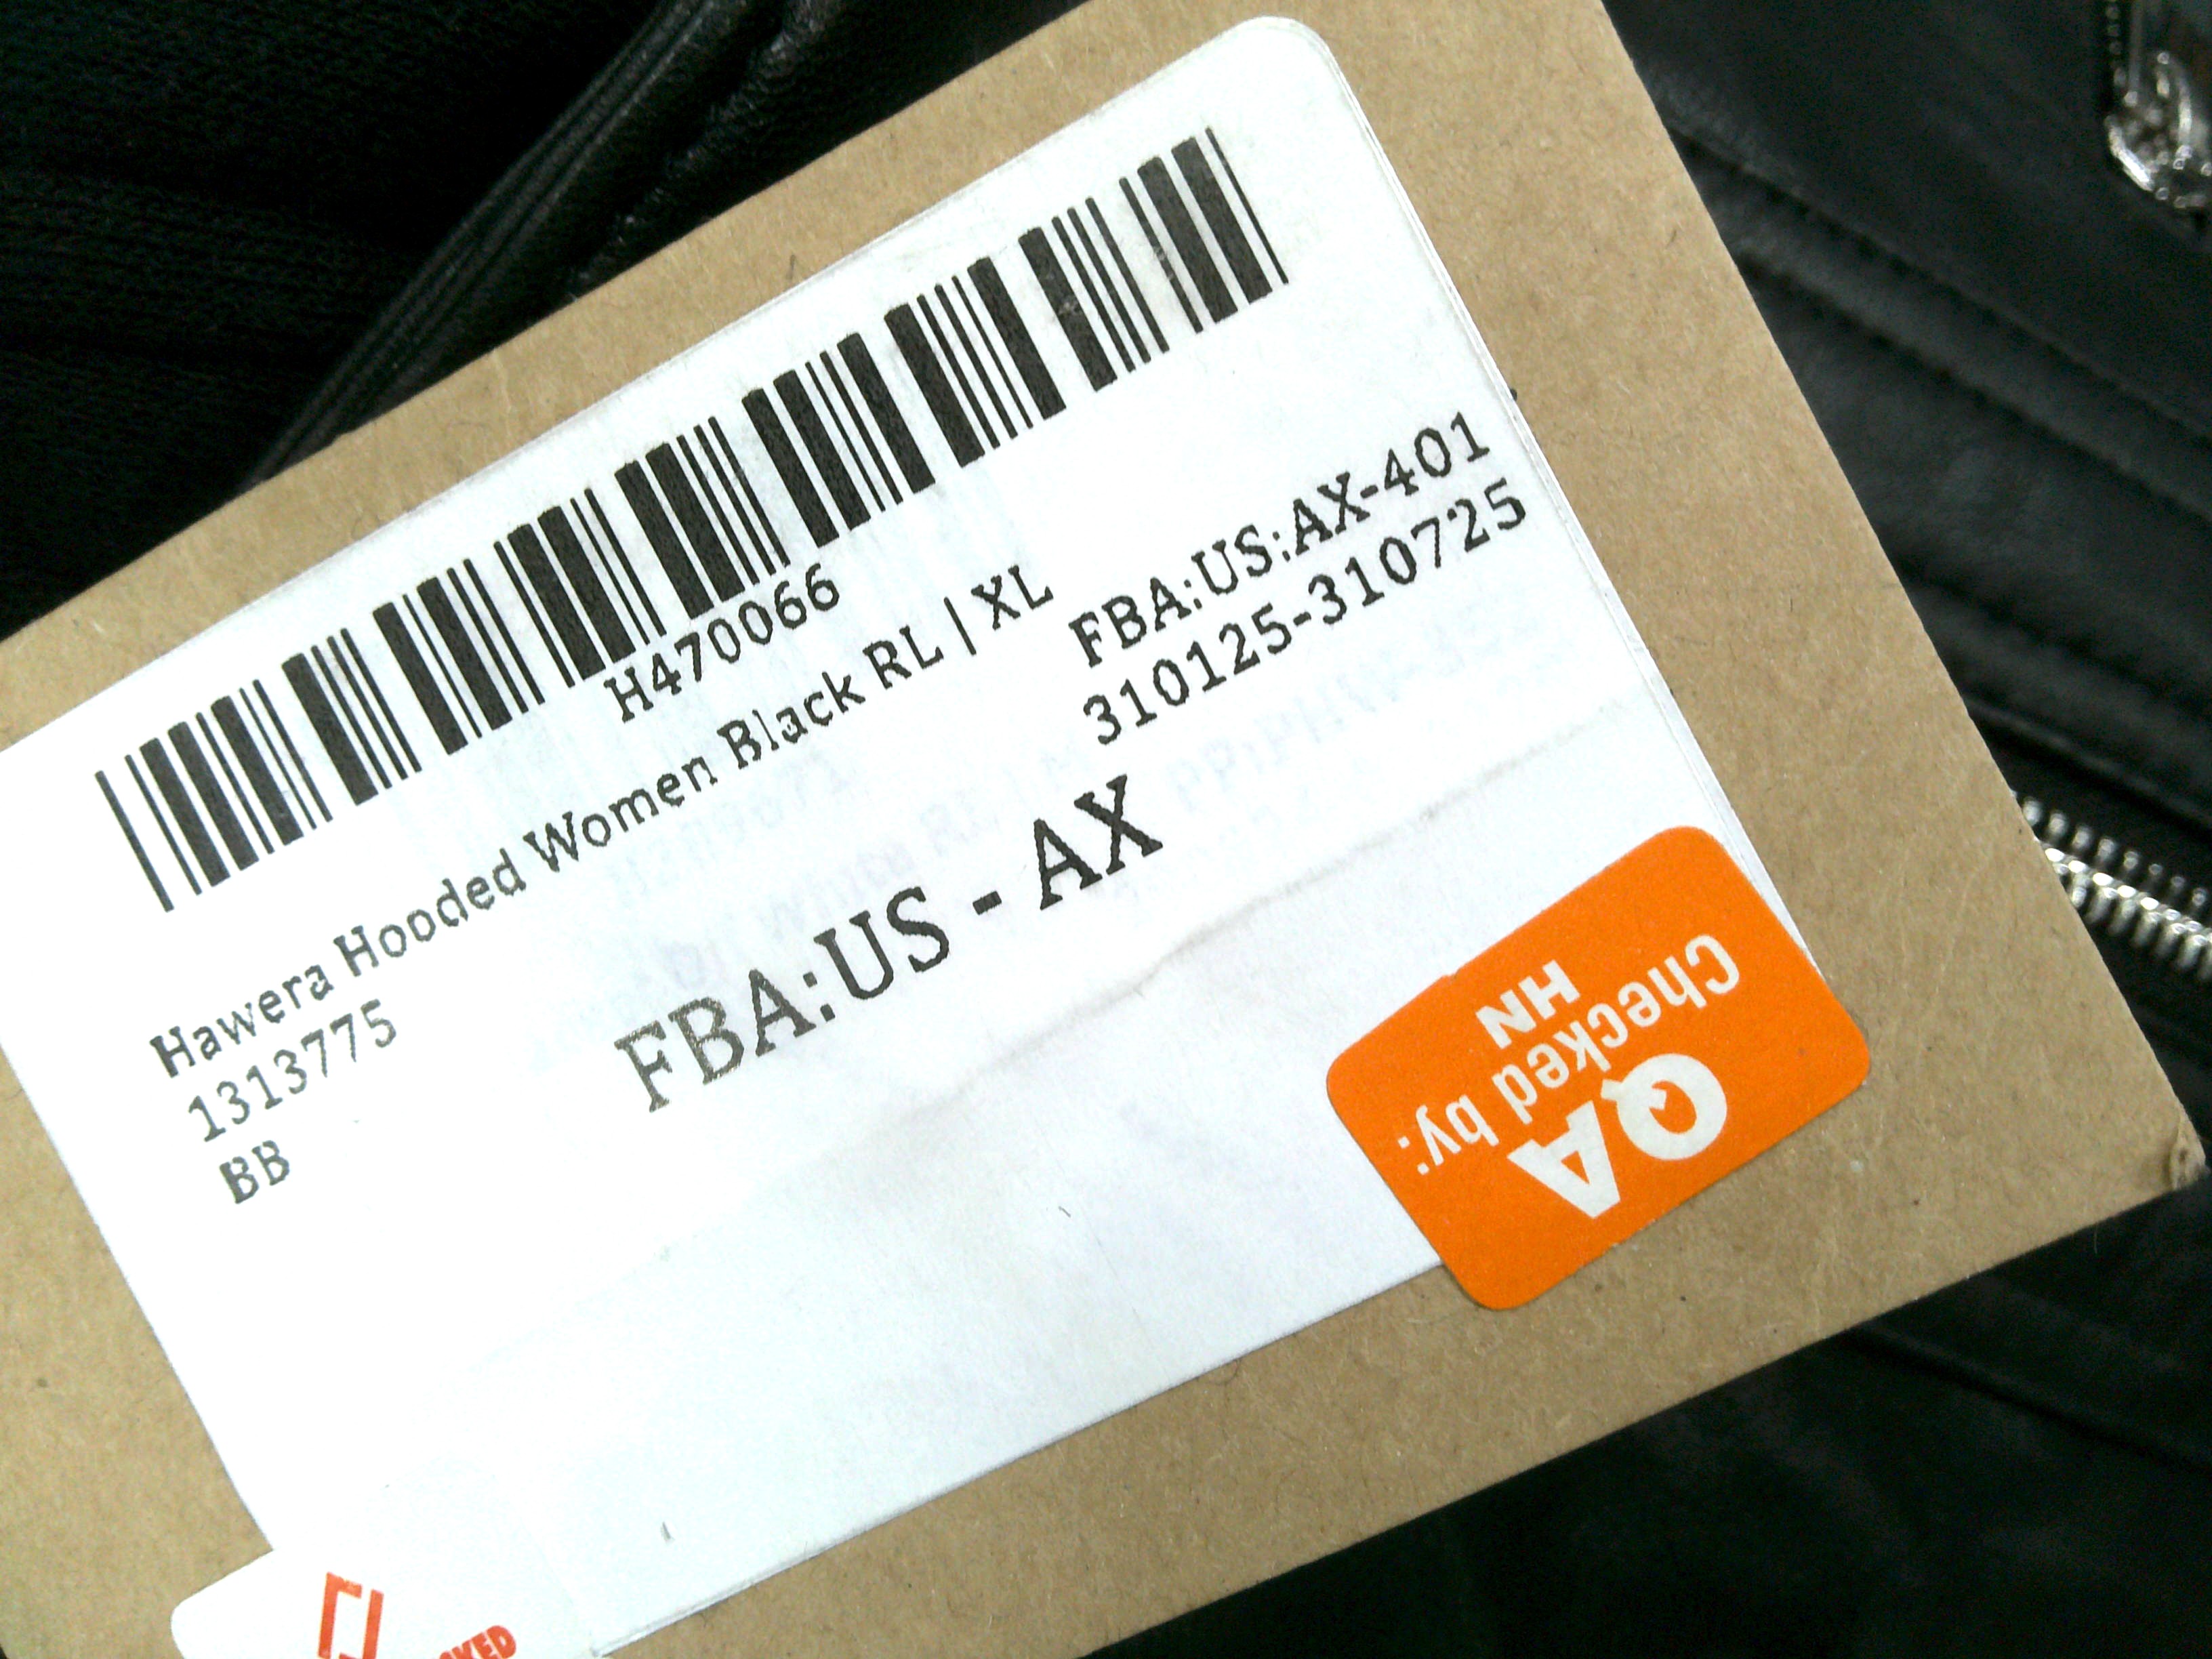 H470066
Hawera Hooded Women Black RL | XL
1313775
BB
FBA:US:AX-401
310125-310725
FBA:US - AX
QA
Checked by:
HN